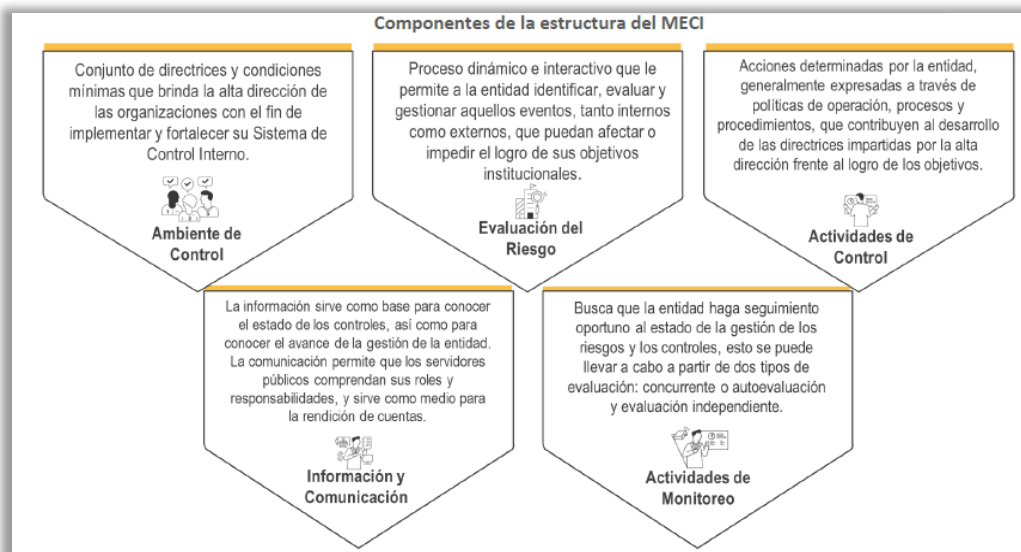 Componentes de la estructura del MECI
Conjunto de directrices y condiciones
mínimas que brinda la alta dirección de
las organizaciones con el fin de
implementar y fortalecer su Sistema de
Control Interno.
Ambiente de
Control
Proceso dinámico e interactivo que le
permite a la entidad identificar, evaluar y
gestionar aquellos eventos, tanto internos
como externos, que puedan afectar o
impedir el logro de sus objetivos
institucionales.
Evaluación del
Riesgo
Acciones determinadas por la entidad,
generalmente expresadas a través de
políticas de operación, procesos y
procedimientos, que contribuyen al desarrollo
de las directrices impartidas por la alta
dirección frente al logro de los objetivos.
Actividades de
Control
La información sirve como base para conocer
el estado de los controles, así como para
conocer el avance de la gestión de la entidad.
La comunicación permite que los servidores
públicos comprendan sus roles y
responsabilidades, y sirve como medio para
la rendición de cuentas.
Información y
Comunicación
Busca que la entidad haga seguimiento
oportuno al estado de la gestión de los
riesgos y los controles, esto se puede
llevar a cabo a partir de dos tipos de
evaluación: concurrente o autoevaluación
y evaluación independiente.
Actividades de
Monitoreo